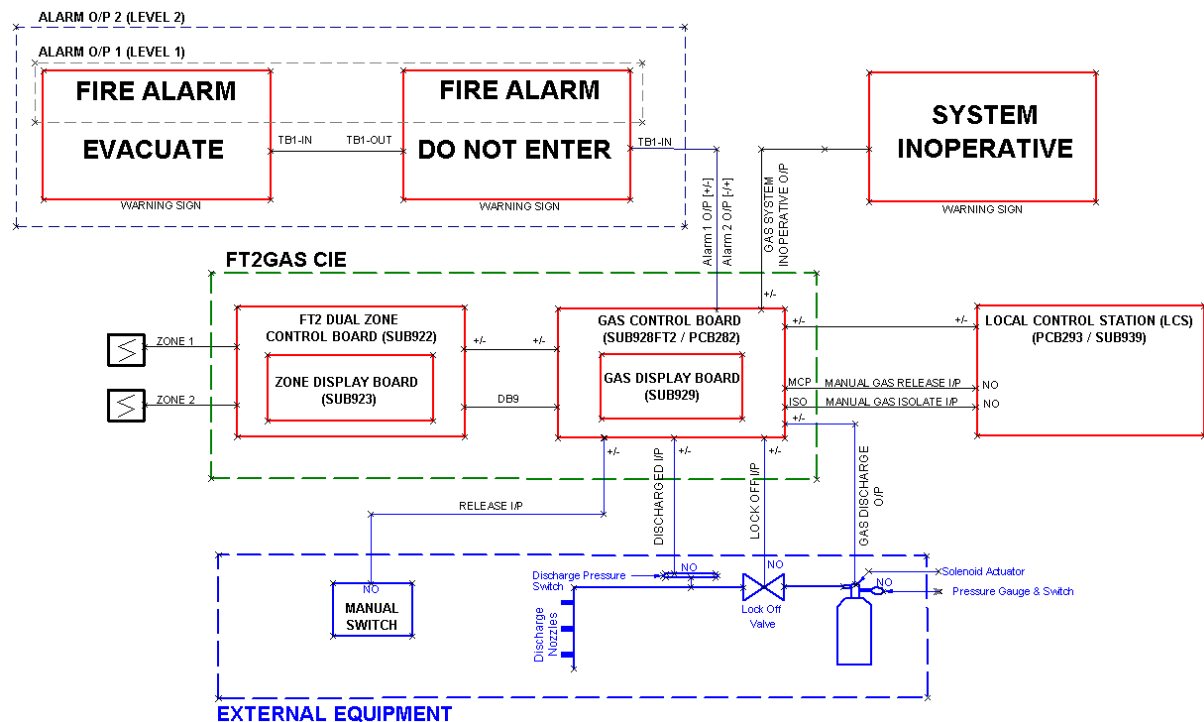 ALARM O/P 2 (LEVEL 2)
ALARM O/P 1 (LEVEL 1)
FIRE ALARM
EVACUATE
WARNING SIGN
TB1-IN
TB1-OUT
FIRE ALARM
DO NOT ENTER
WARNING SIGN
TB1-IN
Alarm 1 O/P [+/-]
Alarm 2 O/P [-/+]
GAS SYSTEM
INOPERATIVE O/P
+/-
SYSTEM
INOPERATIVE
WARNING SIGN
FT2GAS CIE
ZONE 1
ZONE 2
FT2 DUAL ZONE
CONTROL BOARD (SUB922)
ZONE DISPLAY BOARD
(SUB923)
+/-
+/-
DB9
GAS CONTROL BOARD
(SUB928FT2 / PCB282)
GAS DISPLAY BOARD
(SUB929)
+/-
+/-
MCP
MANUAL GAS RELEASE I/P
NO
ISO
MANUAL GAS ISOLATE I/P
NO
+/-
LOCAL CONTROL STATION (LCS)
(PCB293 / SUB939)
+/-
+/-
+/-
RELEASE I/P
DISCHARGED I/P
LOCK OFF I/P
GAS DISCHARGE
O/P
NO
MANUAL
SWITCH
Discharge Pressure
Switch
NO
NO
Lock Off
Valve
Discharge
Nozzles
NO
Solenoid Actuator
Pressure Gauge & Switch
EXTERNAL EQUIPMENT